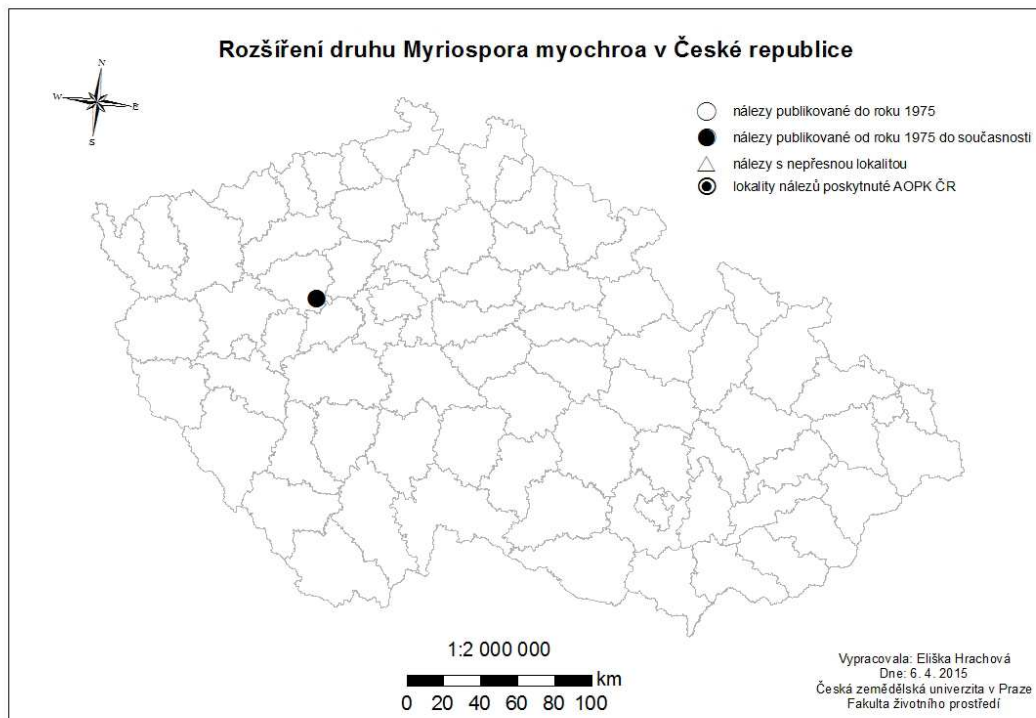 Rozšíření druhu Myriospora myochroa v České republice
N
W
E
S
nálezy publikované do roku 1975
nálezy publikované od roku 1975 do současnosti
nálezy s nepřesnou lokalitou
lokality nálezů poskytnuté AOPK ČR
1:2 000 000
km
0 20 40 60 80 100
Vypracovala: Eliška Hrachová
Dne: 6. 4. 2015
Česká zemědělská univerzita v Praze
Fakulta životního prostředí